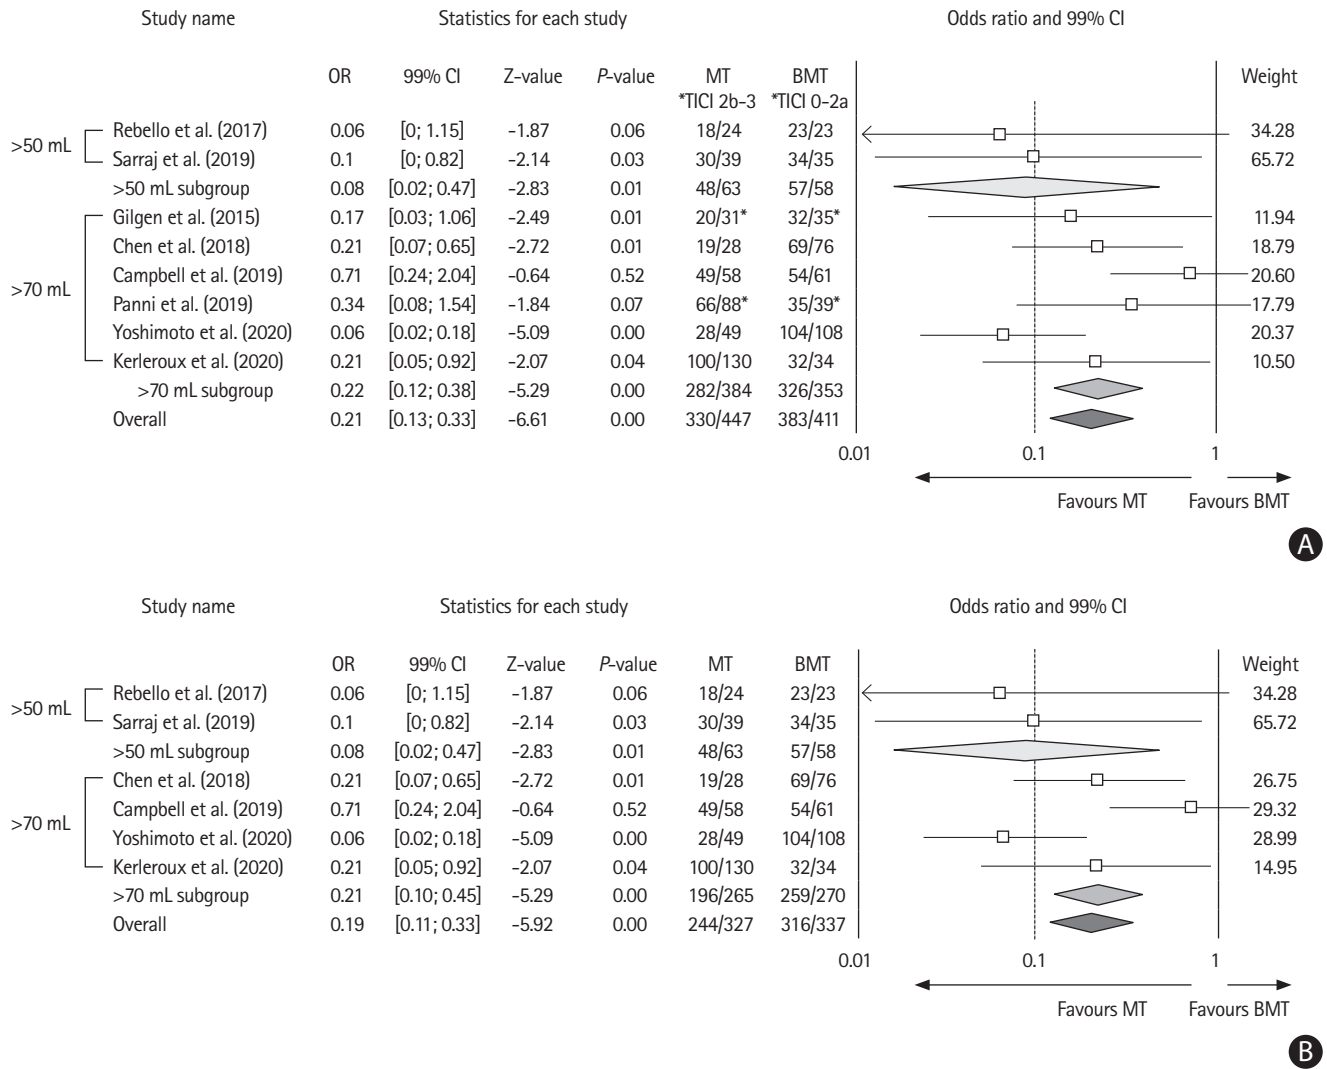 Study name Statistics for each study Odds ratio and 99% CI
OR 99% CI Z-value P-value MT BMT Weight
*TICI 2b-3 *TICI 0-2a
>50 mL
Rebello et al. (2017) 0.06 [0; 1.15] -1.87 0.06 18/24 23/23 34.28
Sarraj et al. (2019) 0.1 [0; 0.82] -2.14 0.03 30/39 34/35 65.72
>50 mL subgroup 0.08 [0.02; 0.47] -2.83 0.01 48/63 57/58
>70 mL
Gilgen et al. (2015) 0.17 [0.03; 1.06] -2.49 0.01 20/31* 32/35* 11.94
Chen et al. (2018) 0.21 [0.07; 0.65] -2.72 0.01 19/28 69/76 18.79
Campbell et al. (2019) 0.71 [0.24; 2.04] -0.64 0.52 49/58 54/61 20.60
Panni et al. (2019) 0.34 [0.08; 1.54] -1.84 0.07 66/88* 35/39* 17.79
Yoshimoto et al. (2020) 0.06 [0.02; 0.18] -5.09 0.00 28/49 104/108 20.37
Kerleroux et al. (2020) 0.21 [0.05; 0.92] -2.07 0.04 100/130 32/34 10.50
>70 mL subgroup 0.22 [0.12; 0.38] -5.29 0.00 282/384 326/353
Overall 0.21 [0.13; 0.33] -6.61 0.00 330/447 383/411
0.01 0.1 1
Favours MT Favours BMT
A
Study name Statistics for each study Odds ratio and 99% CI
OR 99% CI Z-value P-value MT BMT Weight
>50 mL
Rebello et al. (2017) 0.06 [0; 1.15] -1.87 0.06 18/24 23/23 34.28
Sarraj et al. (2019) 0.1 [0; 0.82] -2.14 0.03 30/39 34/35 65.72
>50 mL subgroup 0.08 [0.02; 0.47] -2.83 0.01 48/63 57/58
>70 mL
Chen et al. (2018) 0.21 [0.07; 0.65] -2.72 0.01 19/28 69/76 26.75
Campbell et al. (2019) 0.71 [0.24; 2.04] -0.64 0.52 49/58 54/61 29.32
Yoshimoto et al. (2020) 0.06 [0.02; 0.18] -5.09 0.00 28/49 104/108 28.99
Kerleroux et al. (2020) 0.21 [0.05; 0.92] -2.07 0.04 100/130 32/34 14.95
>70 mL subgroup 0.21 [0.10; 0.45] -5.29 0.00 196/265 259/270
Overall 0.19 [0.11; 0.33] -5.92 0.00 244/327 316/337
0.01 0.1 1
Favours MT Favours BMT
B